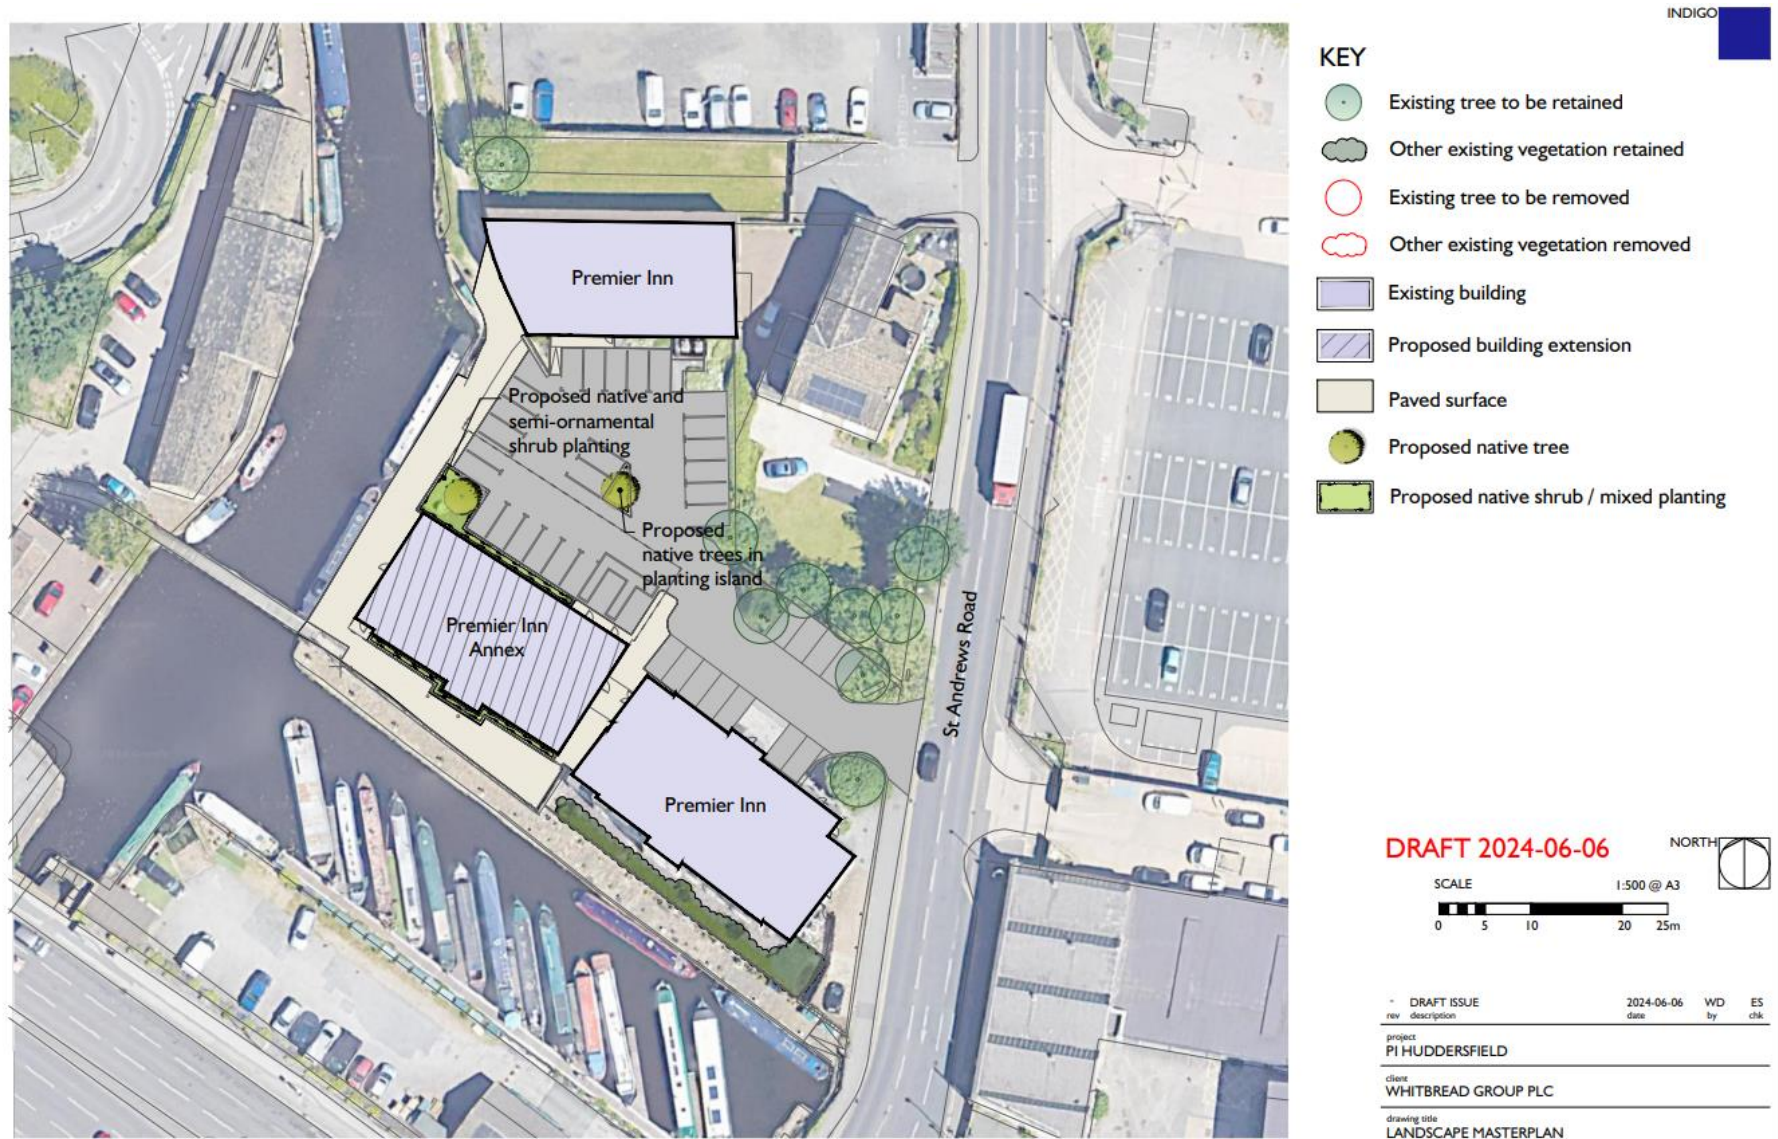 INDIGO
KEY
Existing tree to be retained
Other existing vegetation retained
Existing tree to be removed
Other existing vegetation removed
Existing building
Proposed building extension
Paved surface
Proposed native tree
Proposed native shrub / mixed planting
Premier Inn
Proposed native and
semi-ornamental
shrub planting
Proposed
native trees in
planting island
Premier Inn
Annex
Premier Inn
St Andrews Road
DRAFT 2024-06-06
NORTH
SCALE
1:500 @ A3
0 5 10 20 25m
- DRAFT ISSUE 2024-06-06 WD ES
rev description date by chk
project
PI HUDDERSFIELD
client
WHITBREAD GROUP PLC
drawing title
LANDSCAPE MASTERPLAN